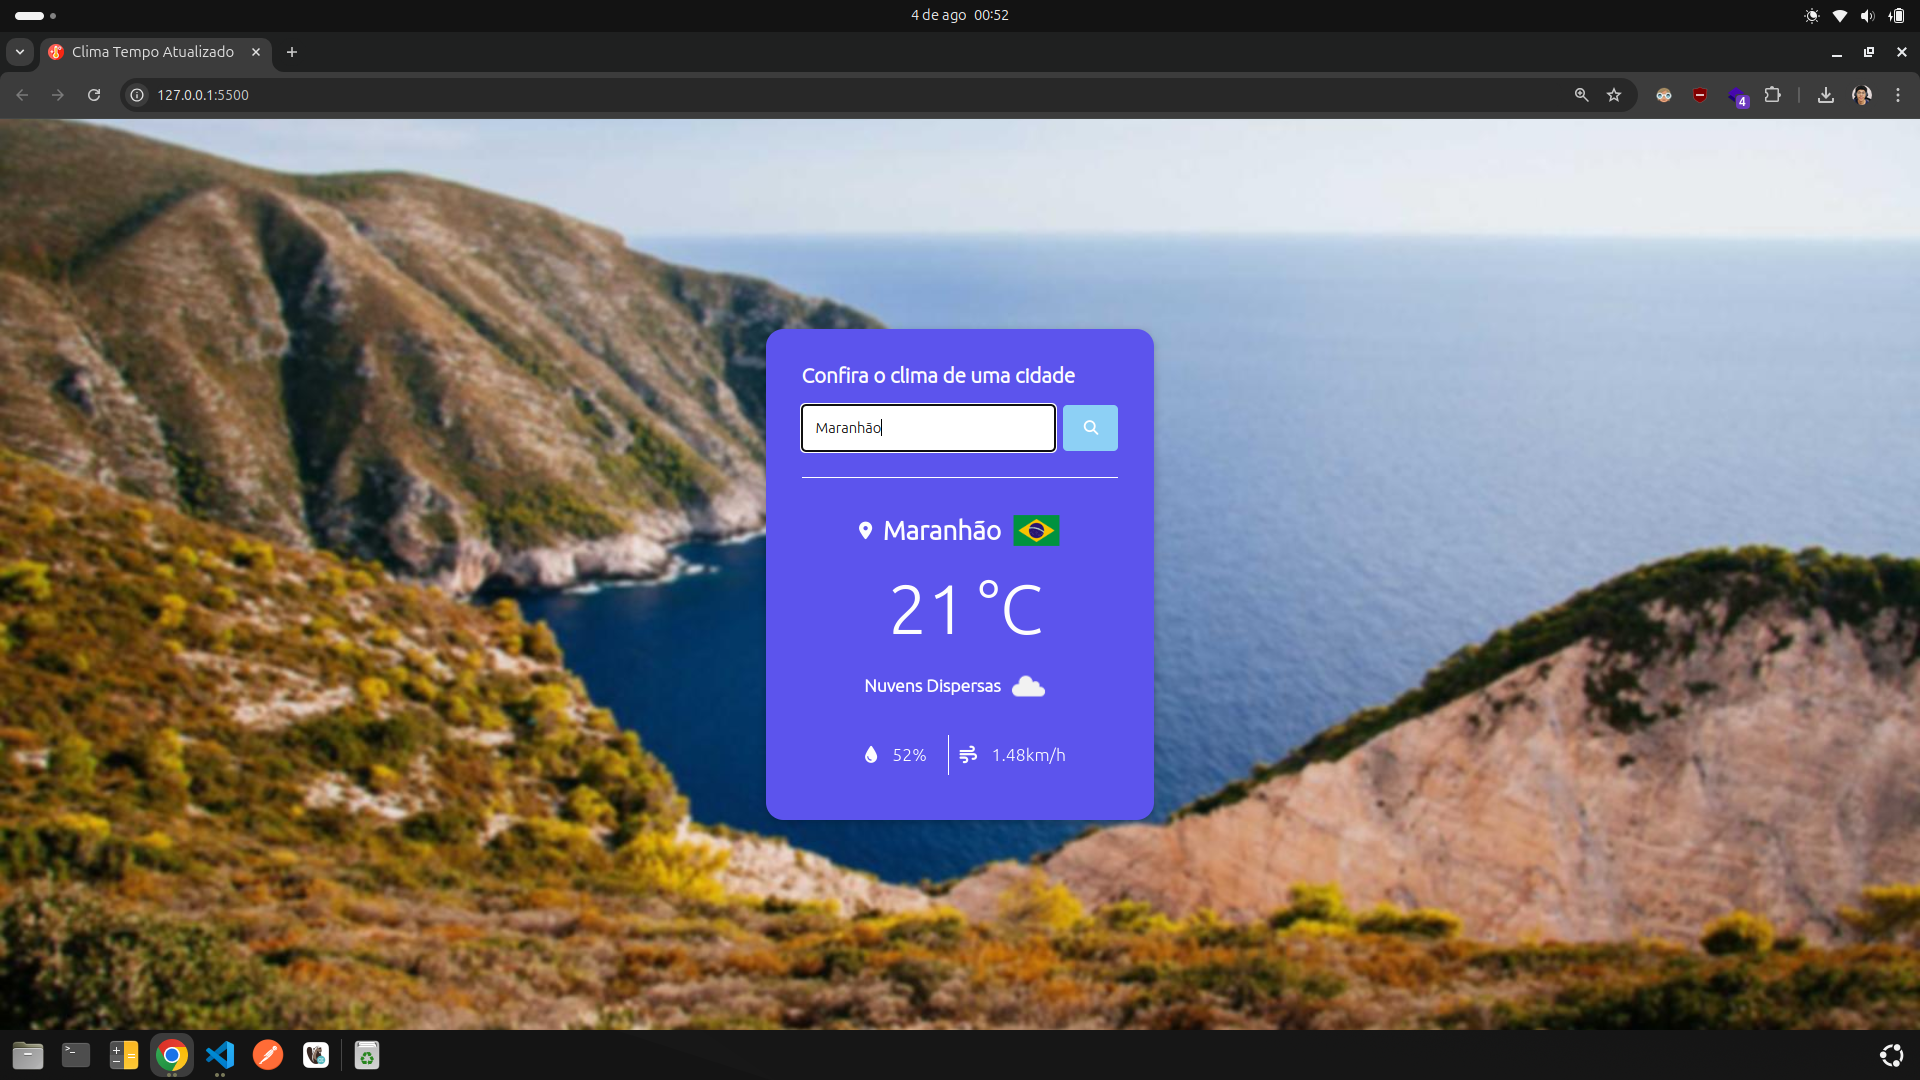 4 de ago 00:52
Clima Tempo Atualizado
127.0.0.1:5500
4
Confira o clima de uma cidade
Maranhão
Maranhão
21 °C
Nuvens Dispersas
52%
1.48km/h